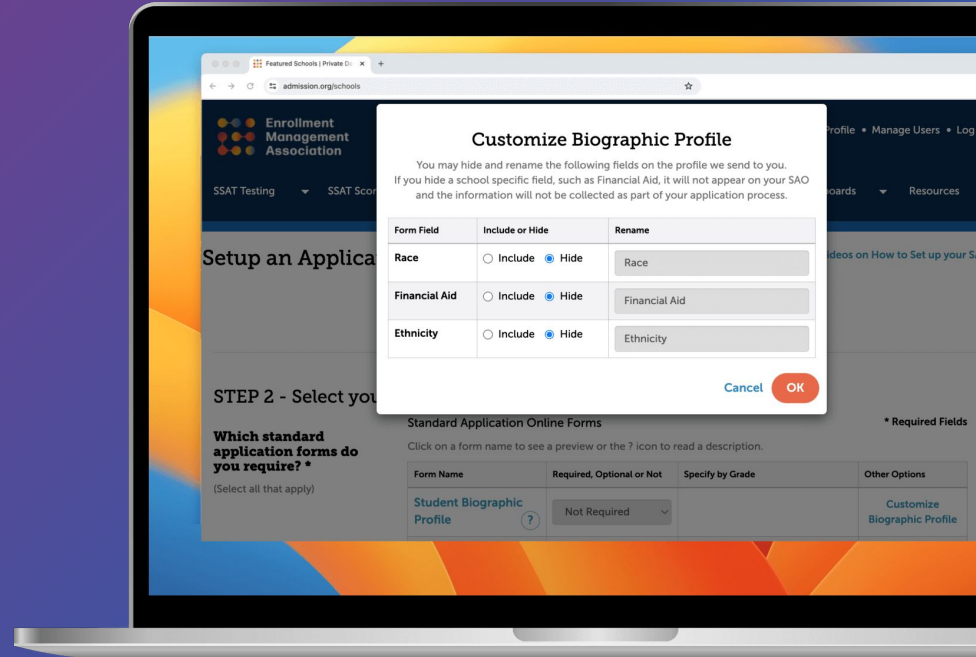 Featured Schools | Private D
admission.org/schools
Enrollment
Management
Association
Profile • Manage Users • Log
SSAT Testing SSAT Scor
oards Resources
Setup an Applica
ideos on How to Set up your SA
Customize Biographic Profile
You may hide and rename the following fields on the profile we send to you.
If you hide a school specific field, such as Financial Aid, it will not appear on your SAO
and the information will not be collected as part of your application process.
Form Field Include or Hide Rename
Race Include Hide Race
Financial Aid Include Hide Financial Aid
Ethnicity Include Hide Ethnicity
Cancel OK
STEP 2 - Select you
Which standard
application forms do
you require? *
(Select all that apply)
Standard Application Online Forms * Required Fields
Click on a form name to see a preview or the ? icon to read a description.
Form Name Required, Optional or Not Specify by Grade Other Options
Student Biographic
Profile ? Not Required Customize
Biographic Profile